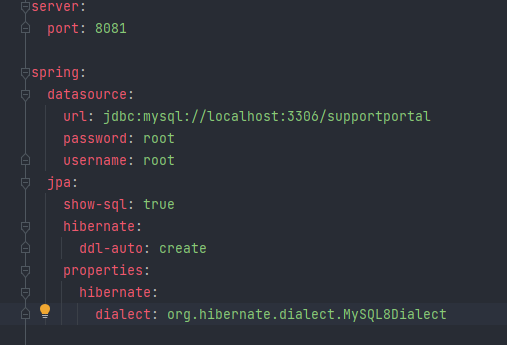 server:
  port: 8081

spring:
  datasource:
    url: jdbc:mysql://localhost:3306/supportportal
    password: root
    username: root
  jpa:
    show-sql: true
    hibernate:
      ddl-auto: create
    properties:
      hibernate:
        dialect: org.hibernate.dialect.MySQL8Dialect